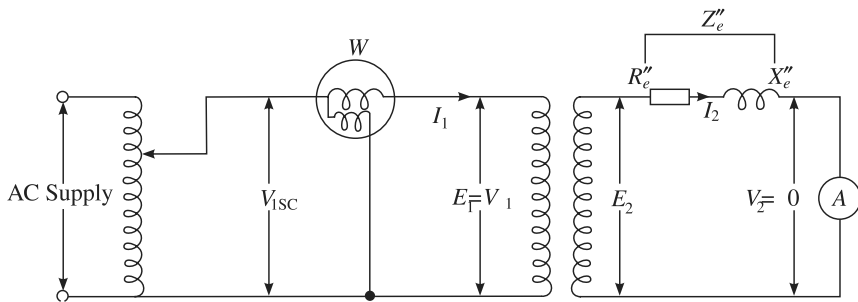 Z″ₑ
W
R″ₑ
X″ₑ
I₁
I₂
AC Supply
V₁SC
E₁=V₁
E₂
V₂= 0
A